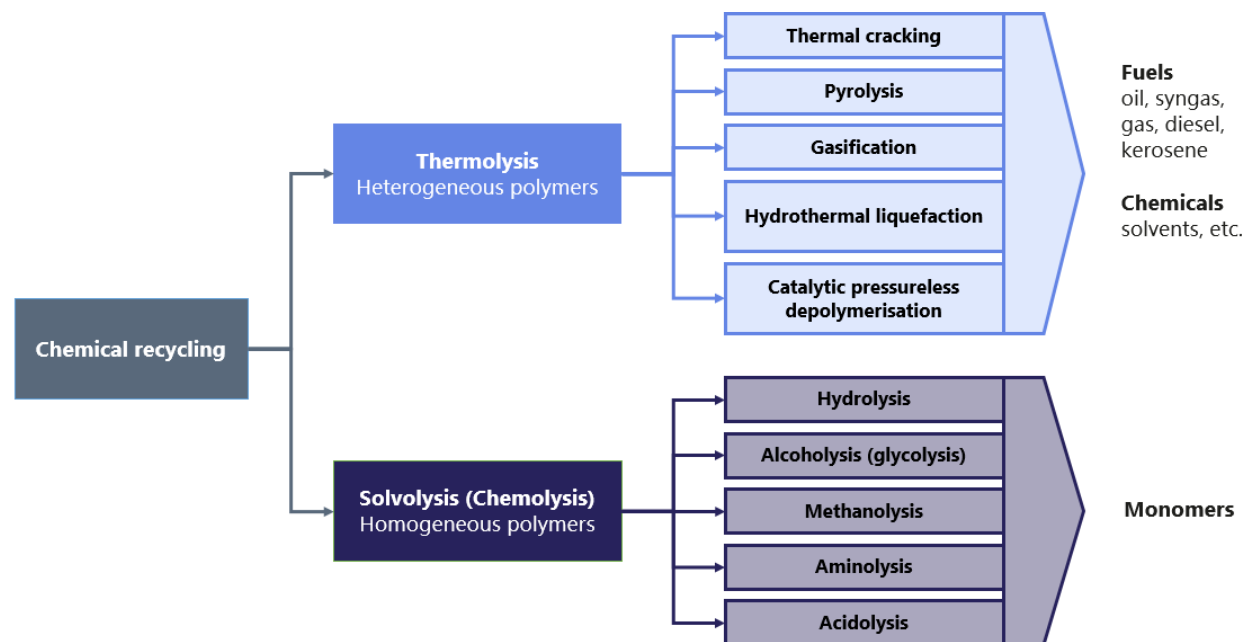 Chemical recycling
Thermolysis
Heterogeneous polymers
Thermal cracking
Pyrolysis
Gasification
Hydrothermal liquefaction
Catalytic pressureless
depolymerisation
Fuels
oil, syngas,
gas, diesel,
kerosene
Chemicals
solvents, etc.
Solvolysis (Chemolysis)
Homogeneous polymers
Hydrolysis
Alcoholysis (glycolysis)
Methanolysis
Aminolysis
Acidolysis
Monomers